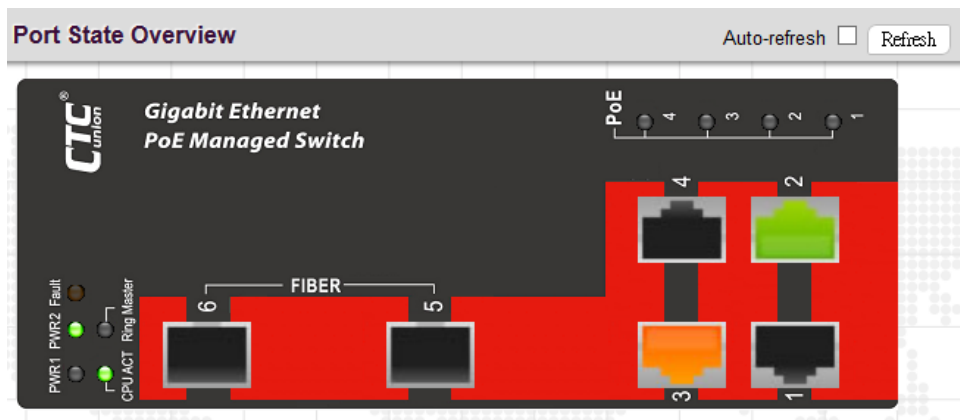 Port State Overview
Auto-refresh
Refresh
CTC
union
®
Gigabit Ethernet
PoE Managed Switch
PoE
4
3
2
1
4
2
FIBER
6
5
Fault
PWR2
Ring Master
PWR1
CPU ACT
3
1